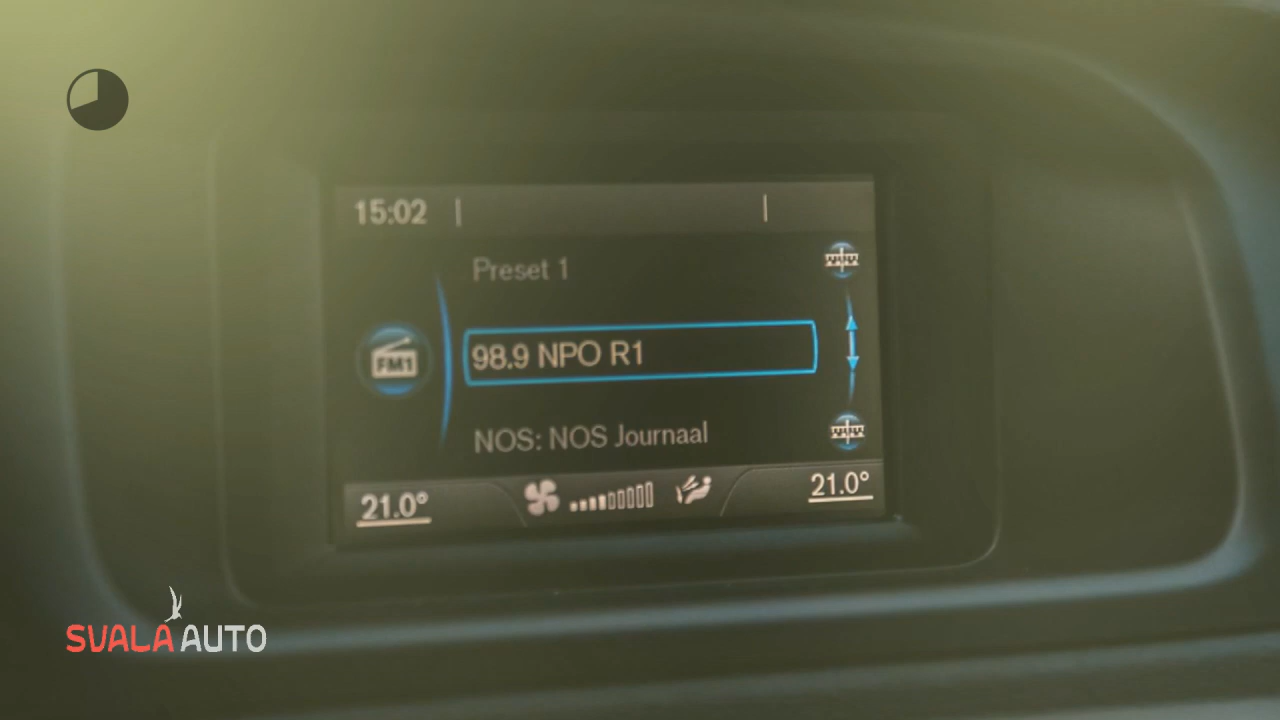 15:02
Preset 1
FM1
98.9 NPO R1
NOS: NOS Journaal
21.0°
21.0°
SVALA AUTO